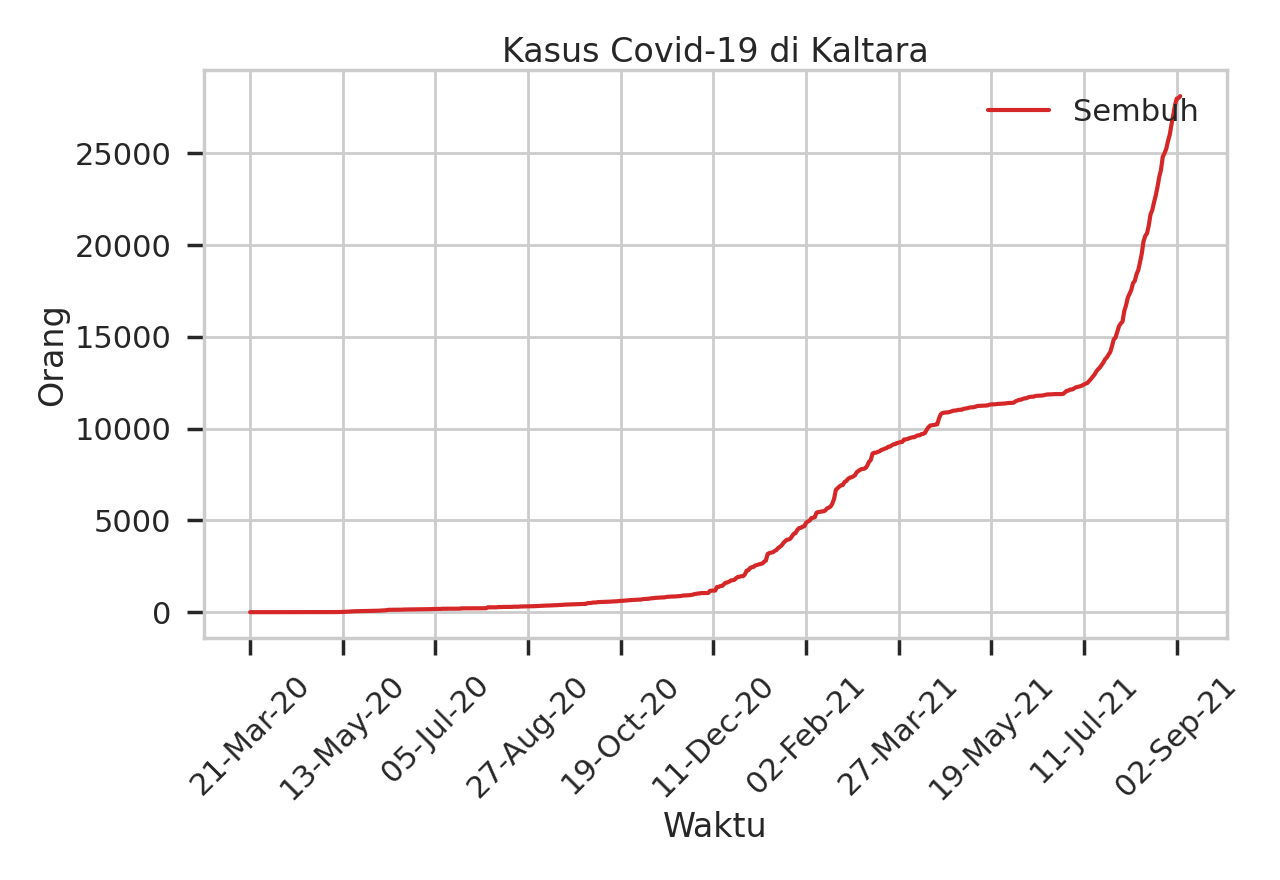 Kasus Covid-19 di Kaltara
Sembuh
25000
20000
15000
10000
5000
0
Orang
21-Mar-20
13-May-20
05-Jul-20
27-Aug-20
19-Oct-20
11-Dec-20
02-Feb-21
27-Mar-21
19-May-21
11-Jul-21
02-Sep-21
Waktu